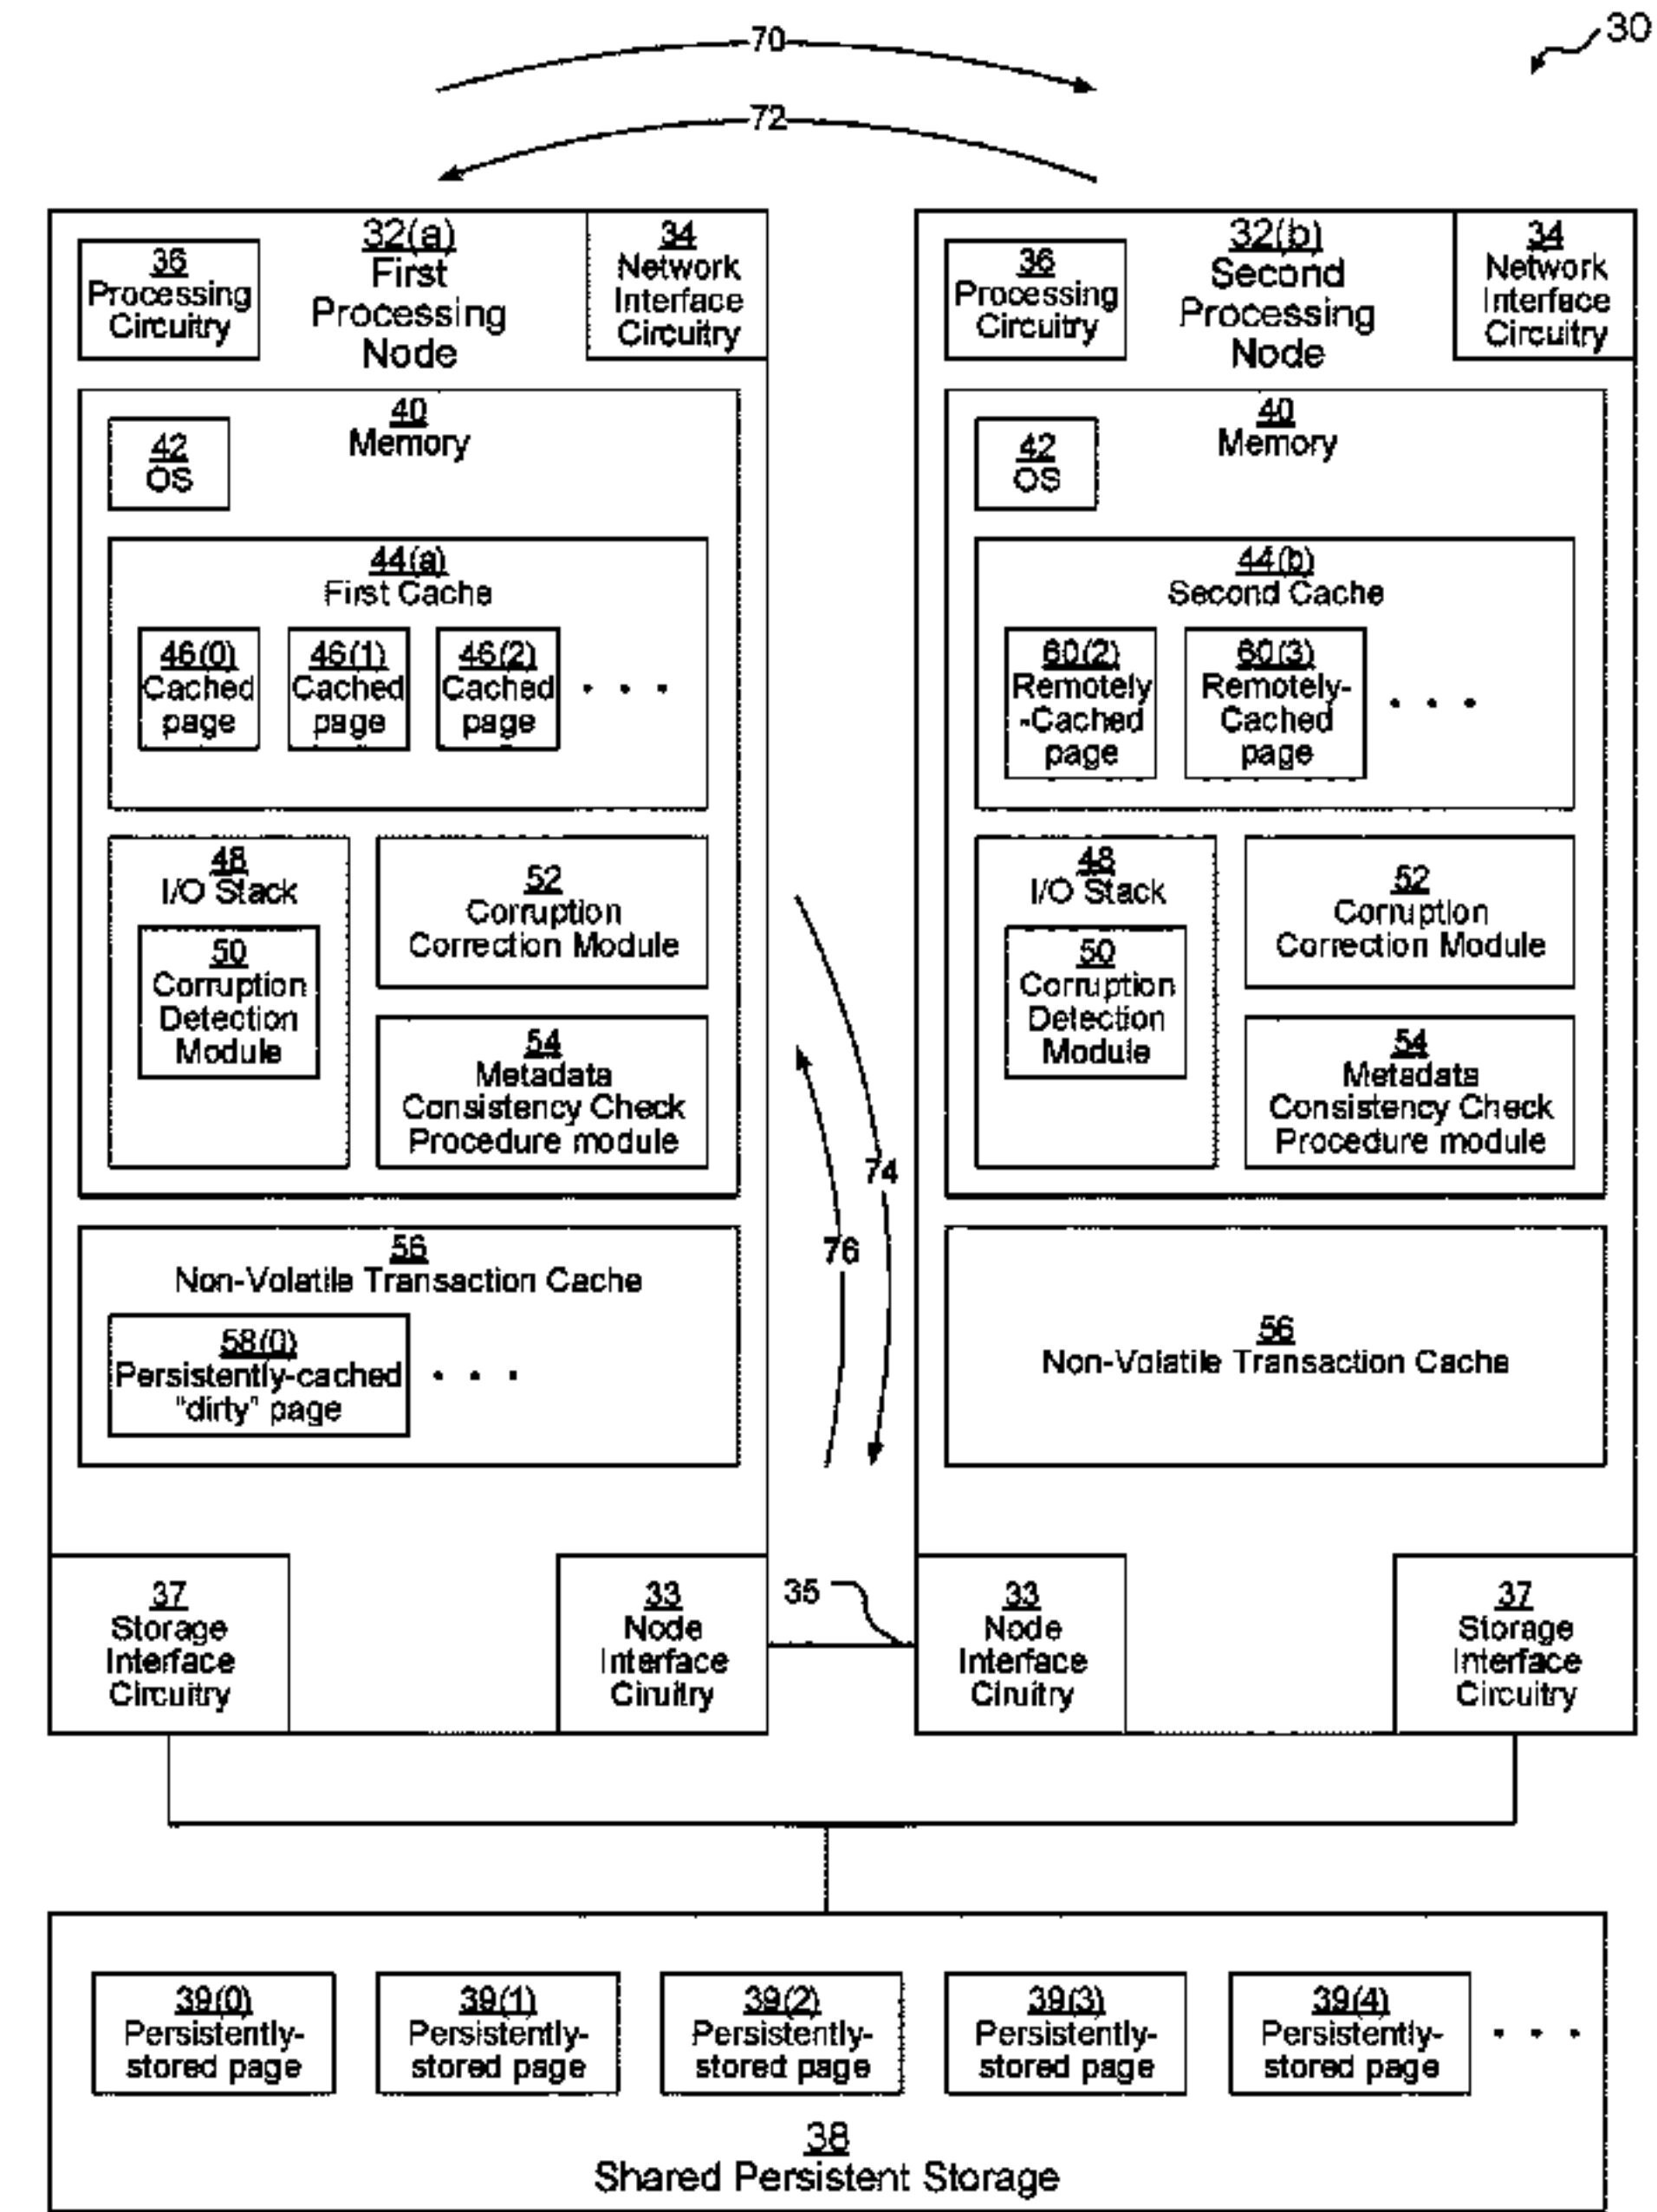 30
70
72
32(a)
First
Processing
Node
36
Processing
Circuitry
34
Network
Interface
Circuitry
40
Memory
42
OS
44(a)
First Cache
46(0)
Cached
page
46(1)
Cached
page
46(2)
Cached
page
. . .
48
I/O Stack
50
Corruption
Detection
Module
52
Corruption
Correction Module
54
Metadata
Consistency Check
Procedure module
56
Non-Volatile Transaction Cache
58(0)
Persistently-cached
"dirty" page
. . .
37
Storage
Interface
Circuitry
33
Node
Interface
Ciruitry
74
76
35
32(b)
Second
Processing
Node
36
Processing
Circuitry
34
Network
Interface
Circuitry
40
Memory
42
OS
44(b)
Second Cache
60(2)
Remotely
-Cached
page
60(3)
Remotely-
Cached
page
. . .
48
I/O Stack
50
Corruption
Detection
Module
52
Corruption
Correction Module
54
Metadata
Consistency Check
Procedure module
56
Non-Volatile Transaction Cache
33
Node
Interface
Ciruitry
37
Storage
Interface
Circuitry
39(0)
Persistently-
stored page
39(1)
Persistently-
stored page
39(2)
Persistently-
stored page
39(3)
Persistently-
stored page
39(4)
Persistently-
stored page
. . .
38
Shared Persistent Storage